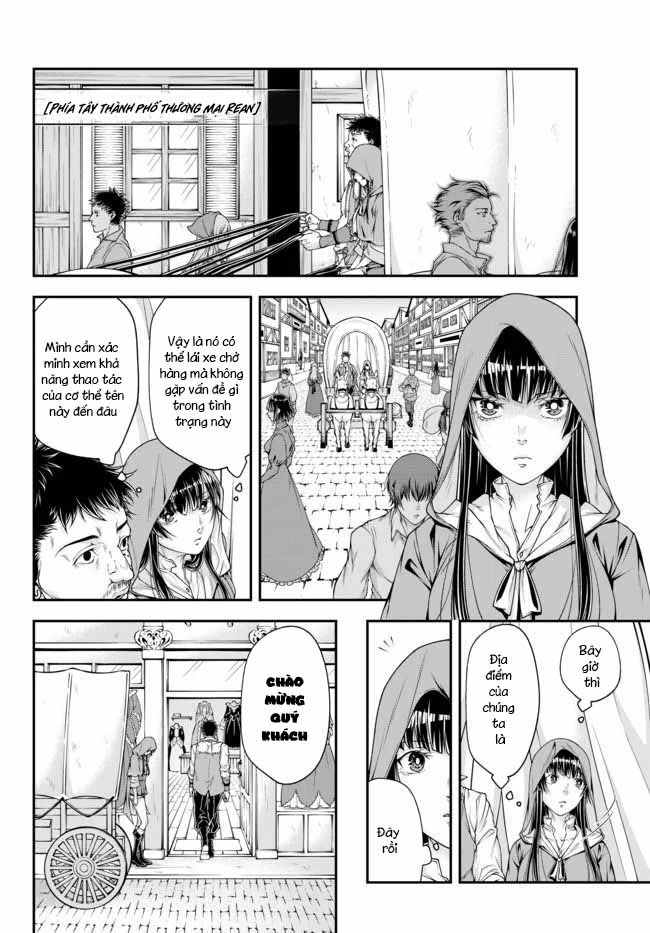 [PHÍA TÂY THÀNH PHỐ THƯƠNG MẠI REAN]
Vậy là nó có
thể lái xe chở
hàng mà không
gặp vấn đề gì
trong tình
trạng này
Mình cần xác
minh xem khả
năng thao tác
của cơ thể tên
này đến đâu
Bây
giờ thì
Địa
điểm
của
chúng
ta là
Đây
rồi
CHÀO
MỪNG
QUÝ
KHÁCH